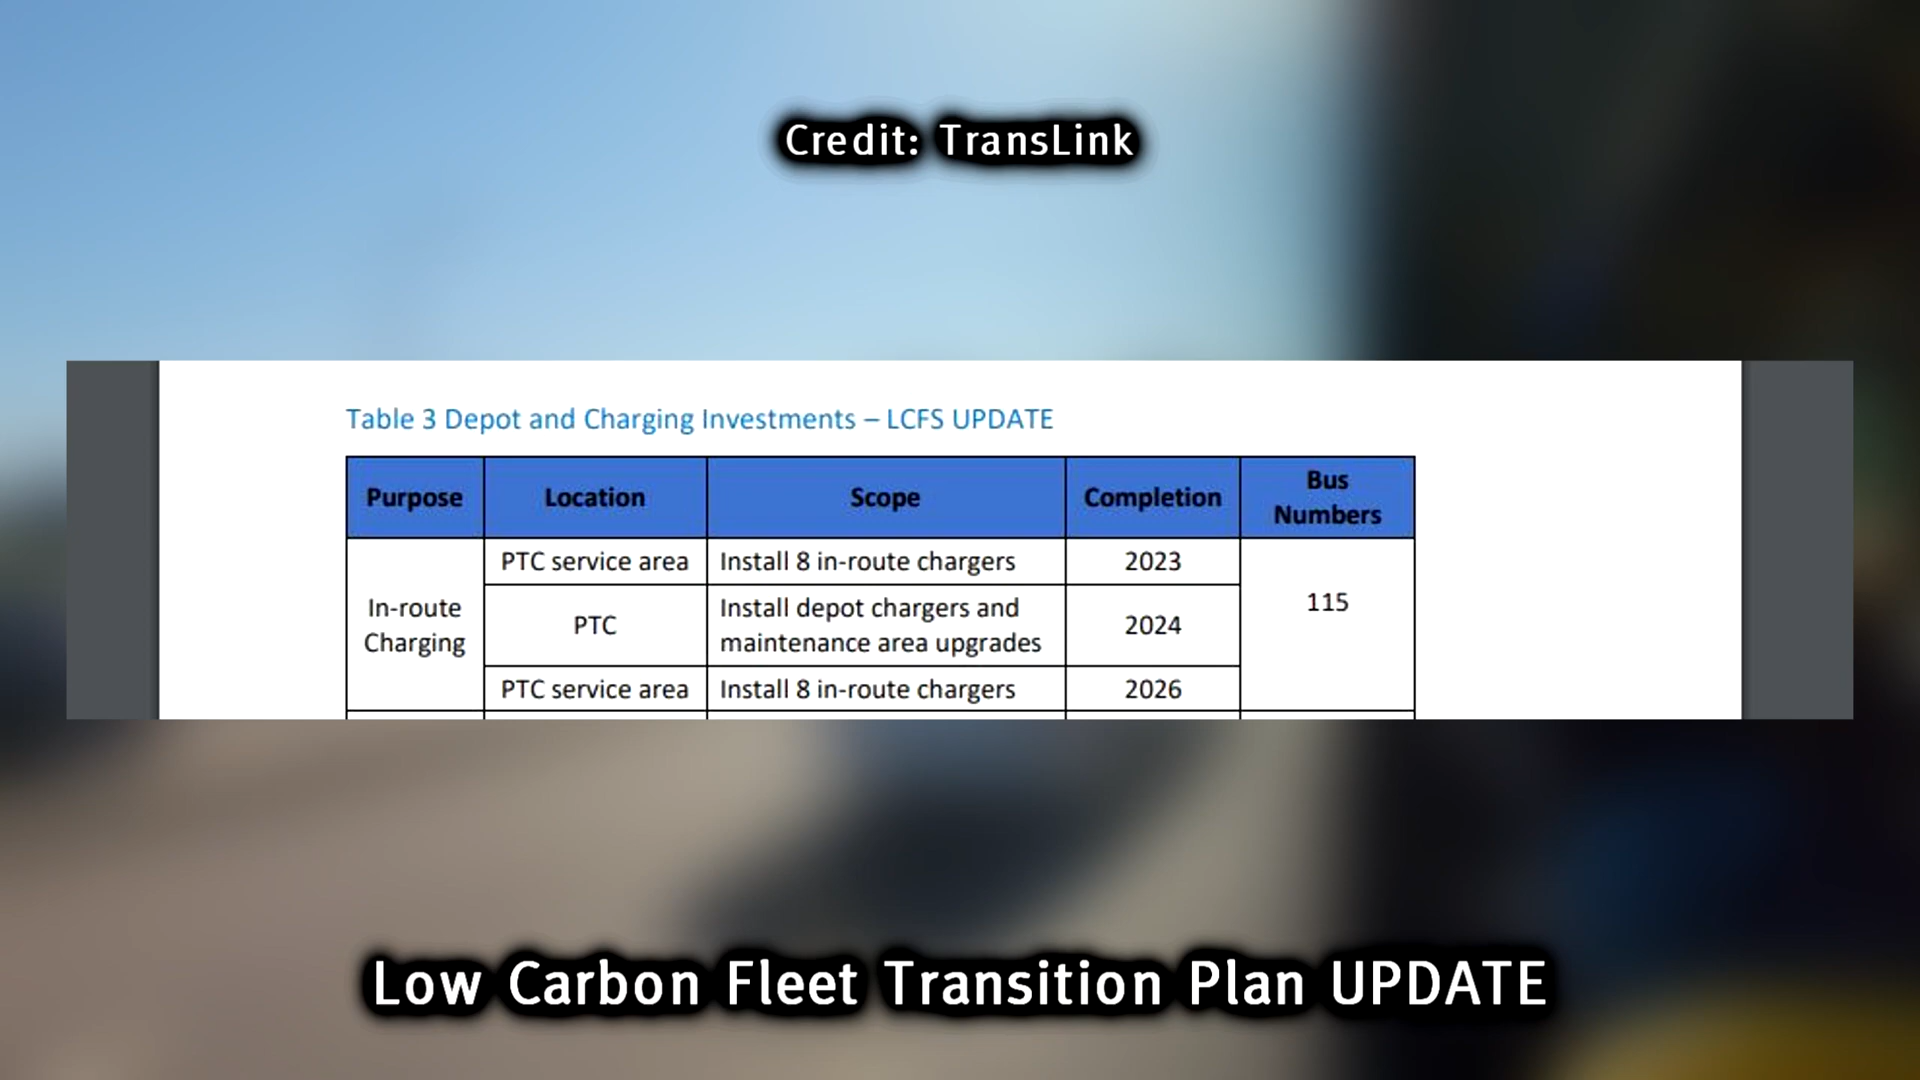 Credit: TransLink
Table 3 Depot and Charging Investments – LCFS UPDATE
Purpose Location Scope Completion Bus Numbers
In-route Charging
PTC service area Install 8 in-route chargers 2023 115
PTC Install depot chargers and maintenance area upgrades 2024
PTC service area Install 8 in-route chargers 2026
Low Carbon Fleet Transition Plan UPDATE